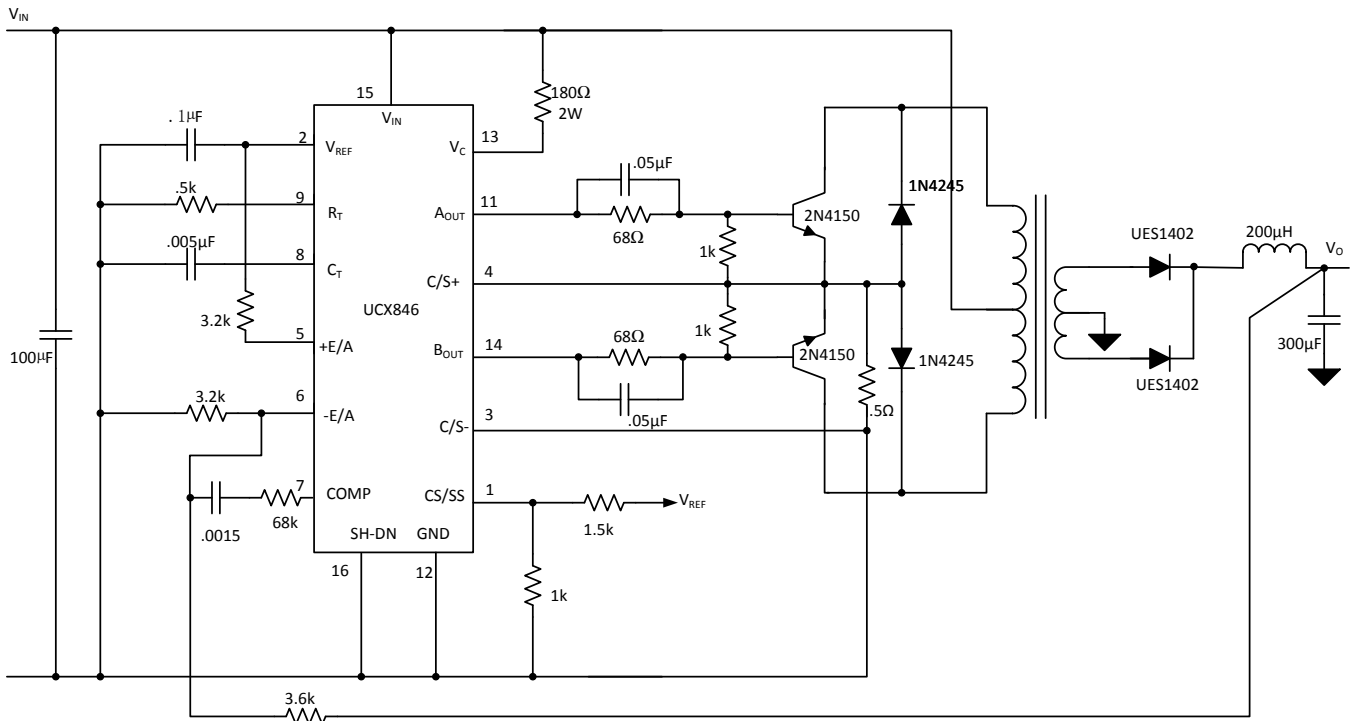 VIN
15
VIN
180Ω
2W
. 1µF
2
VREF
13
VC
.05µF
1N4245
.5k
9
RT
11
AOUT
68Ω
2N4150
1k
.005µF
8
CT
4
C/S+
UES1402
200µH
VO
UCX846
3.2k
5
+E/A
1k
68Ω
14
BOUT
2N4150
1N4245
100µF
300µF
UES1402
3.2k
6
-E/A
.05µF
.5Ω
3
C/S-
7
COMP
68k
.0015
1
CS/SS
1.5k
VREF
SH-DN
GND
16
12
1k
3.6k